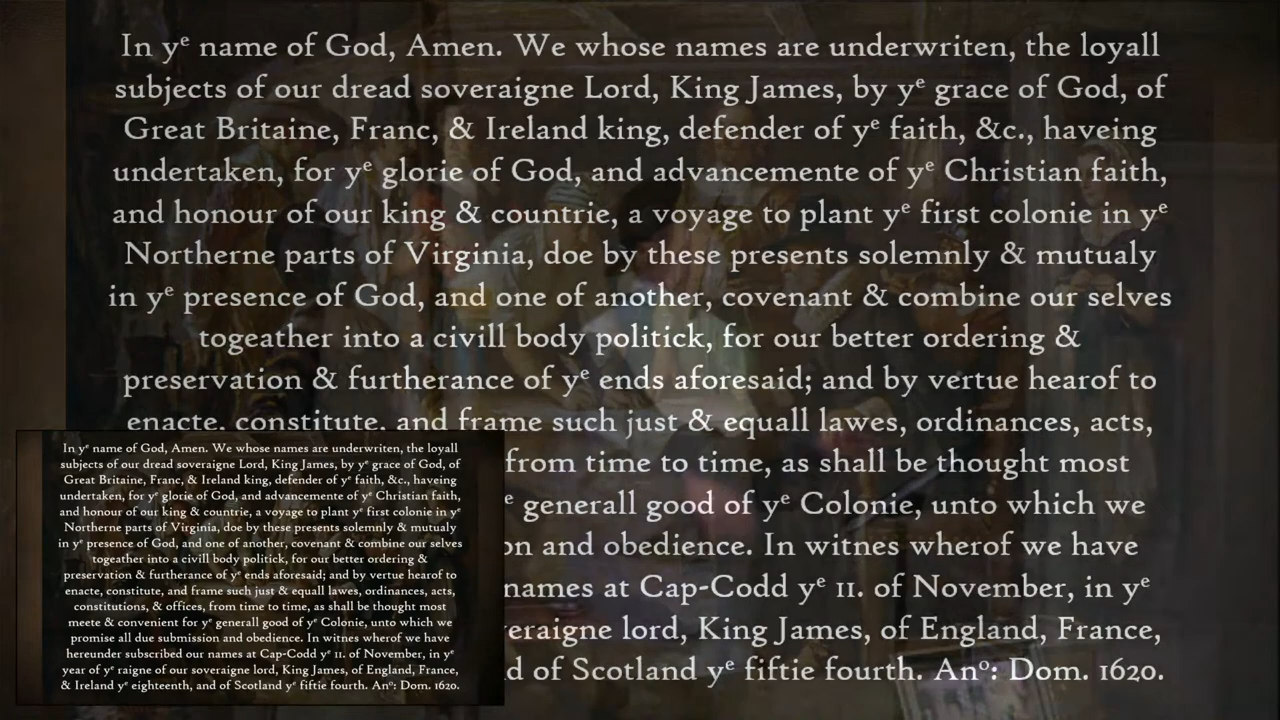 In yᵉ name of God, Amen. We whose names are underwriten, the loyall
subjects of our dread soveraigne Lord, King James, by yᵉ grace of God, of
Great Britaine, Franc, & Ireland king, defender of yᵉ faith, &c., haveing
undertaken, for yᵉ glorie of God, and advancemente of yᵉ Christian faith,
and honour of our king & countrie, a voyage to plant yᵉ first colonie in yᵉ
Northerne parts of Virginia, doe by these presents solemnly & mutualy
in yᵉ presence of God, and one of another, covenant & combine our selves
togeather into a civill body politick, for our better ordering &
preservation & furtherance of yᵉ ends aforesaid; and by vertue hearof to
enacte, constitute, and frame such just & equall lawes, ordinances, acts,
from time to time, as shall be thought most
ᵉ generall good of yᵉ Colonie, unto which we
on and obedience. In witnes wherof we have
names at Cap-Codd yᵉ 11. of November, in yᵉ
veraigne lord, King James, of England, France,
d of Scotland yᵉ fiftie fourth. Anᵒ: Dom. 1620.
In yᵉ name of God, Amen. We whose names are underwriten, the loyall
subjects of our dread soveraigne Lord, King James, by yᵉ grace of God, of
Great Britaine, Franc, & Ireland king, defender of yᵉ faith, &c., haveing
undertaken, for yᵉ glorie of God, and advancemente of yᵉ Christian faith,
and honour of our king & countrie, a voyage to plant yᵉ first colonie in yᵉ
Northerne parts of Virginia, doe by these presents solemnly & mutualy
in yᵉ presence of God, and one of another, covenant & combine our selves
togeather into a civill body politick, for our better ordering &
preservation & furtherance of yᵉ ends aforesaid; and by vertue hearof to
enacte, constitute, and frame such just & equall lawes, ordinances, acts,
constitutions, & offices, from time to time, as shall be thought most
meete & convenient for yᵉ generall good of yᵉ Colonie, unto which we
promise all due submission and obedience. In witnes wherof we have
hereunder subscribed our names at Cap-Codd yᵉ 11. of November, in yᵉ
year of yᵉ raigne of our soveraigne lord, King James, of England, France,
& Ireland yᵉ eighteenth, and of Scotland yᵉ fiftie fourth. Anᵒ: Dom. 1620.